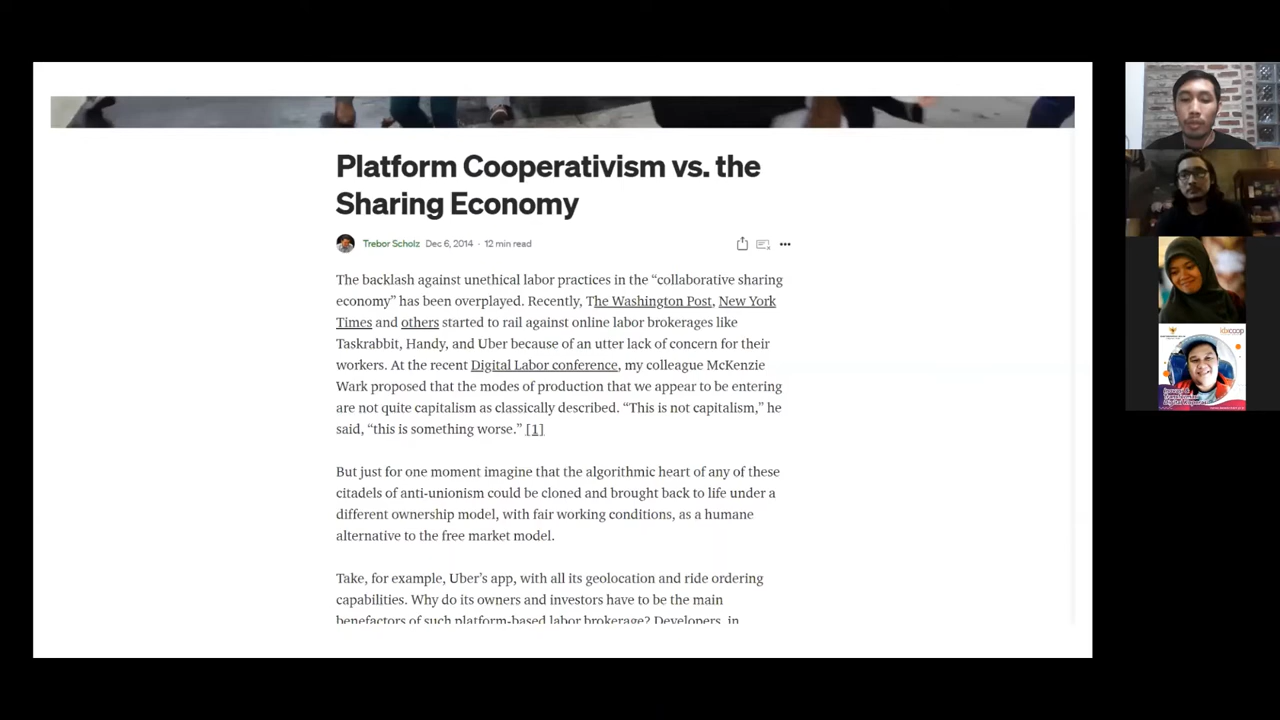 Platform Cooperativism vs. the
Sharing Economy
Trebor Scholz Dec 6, 2014 · 12 min read
The backlash against unethical labor practices in the “collaborative sharing
economy” has been overplayed. Recently, The Washington Post, New York
Times and others started to rail against online labor brokerages like
Taskrabbit, Handy, and Uber because of an utter lack of concern for their
workers. At the recent Digital Labor conference, my colleague McKenzie
Wark proposed that the modes of production that we appear to be entering
are not quite capitalism as classically described. “This is not capitalism,” he
said, “this is something worse.” [1]
But just for one moment imagine that the algorithmic heart of any of these
citadels of anti-unionism could be cloned and brought back to life under a
different ownership model, with fair working conditions, as a humane
alternative to the free market model.
Take, for example, Uber’s app, with all its geolocation and ride ordering
capabilities. Why do its owners and investors have to be the main
benefactors of such platform-based labor brokerage? Developers, in
idxcoop
Inovasi &
Transformasi
Digital Koperasi